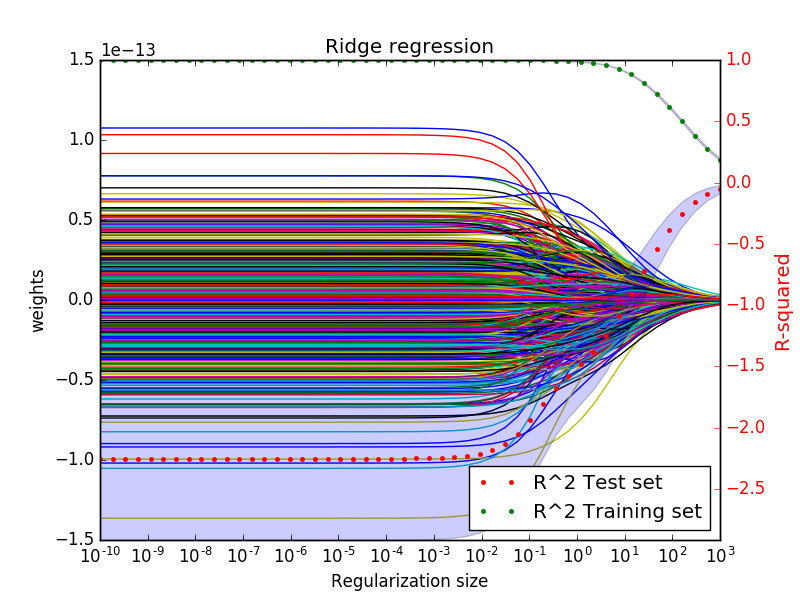 Ridge regression
1e−13
1.5
1.0
0.5
0.0
−0.5
−1.0
−1.5
weights
1.0
0.5
0.0
−0.5
−1.0
−1.5
−2.0
−2.5
R-squared
R^2 Test set
R^2 Training set
10^-10 10^-9 10^-8 10^-7 10^-6 10^-5 10^-4 10^-3 10^-2 10^-1 10^0 10^1 10^2 10^3
Regularization size